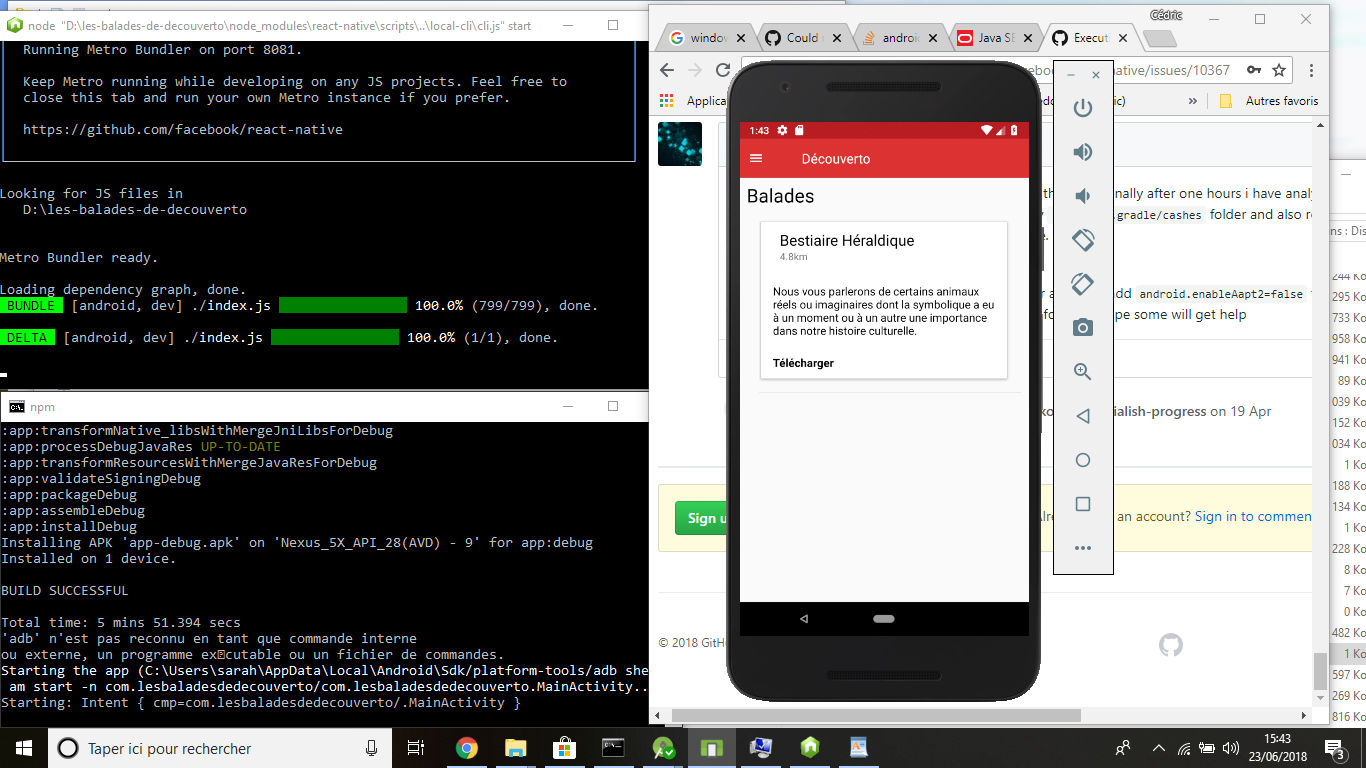 node "D:\les-balades-de-decouverto\node_modules\react-native\scripts\..\local-cli\cli.js" start
Running Metro Bundler on port 8081.
Keep Metro running while developing on any JS projects. Feel free to
close this tab and run your own Metro instance if you prefer.
https://github.com/facebook/react-native
Looking for JS files in
D:\les-balades-de-decouverto
Metro Bundler ready.
Loading dependency graph, done.
BUNDLE [android, dev] ./index.js 100.0% (799/799), done.
DELTA [android, dev] ./index.js 100.0% (1/1), done.
npm
:app:transformNative_libsWithMergeJniLibsForDebug
:app:processDebugJavaRes UP-TO-DATE
:app:transformResourcesWithMergeJavaResForDebug
:app:validateSigningDebug
:app:packageDebug
:app:assembleDebug
:app:installDebug
Installing APK 'app-debug.apk' on 'Nexus_5X_API_28(AVD) - 9' for app:debug
Installed on 1 device.
BUILD SUCCESSFUL
Total time: 5 mins 51.394 secs
'adb' n'est pas reconnu en tant que commande interne
ou externe, un programme ex�cutable ou un fichier de commandes.
Starting the app (C:\Users\sarah\AppData\Local\Android\Sdk\platform-tools/adb she
am start -n com.lesbaladesdedecouverto/com.lesbaladesdedecouverto.MainActivity..
Starting: Intent { cmp=com.lesbaladesdedecouverto/.MainActivity }
Cédric
window
Could
android
Java SE
Execut
native/issues/10367
Applica
Autres favoris
nally after one hours i have analy
.gradle/cashes folder and also re
add android.enableAapt2=false
pe some will get help
ialish-progress on 19 Apr
Sign u
an account? Sign in to commen
© 2018 GitH
1:43
Découverto
Balades
Bestiaire Héraldique
4.8km
Nous vous parlerons de certains animaux
réels ou imaginaires dont la symbolique a eu
à un moment ou à un autre une importance
dans notre histoire culturelle.
Télécharger
ns : Dis
244 Ko
295 Ko
733 Ko
958 Ko
941 Ko
89 Ko
039 Ko
152 Ko
034 Ko
1 Ko
188 Ko
134 Ko
1 Ko
228 Ko
8 Ko
7 Ko
0 Ko
482 Ko
1 Ko
597 Ko
269 Ko
816 Ko
Taper ici pour rechercher
15:43
23/06/2018
3